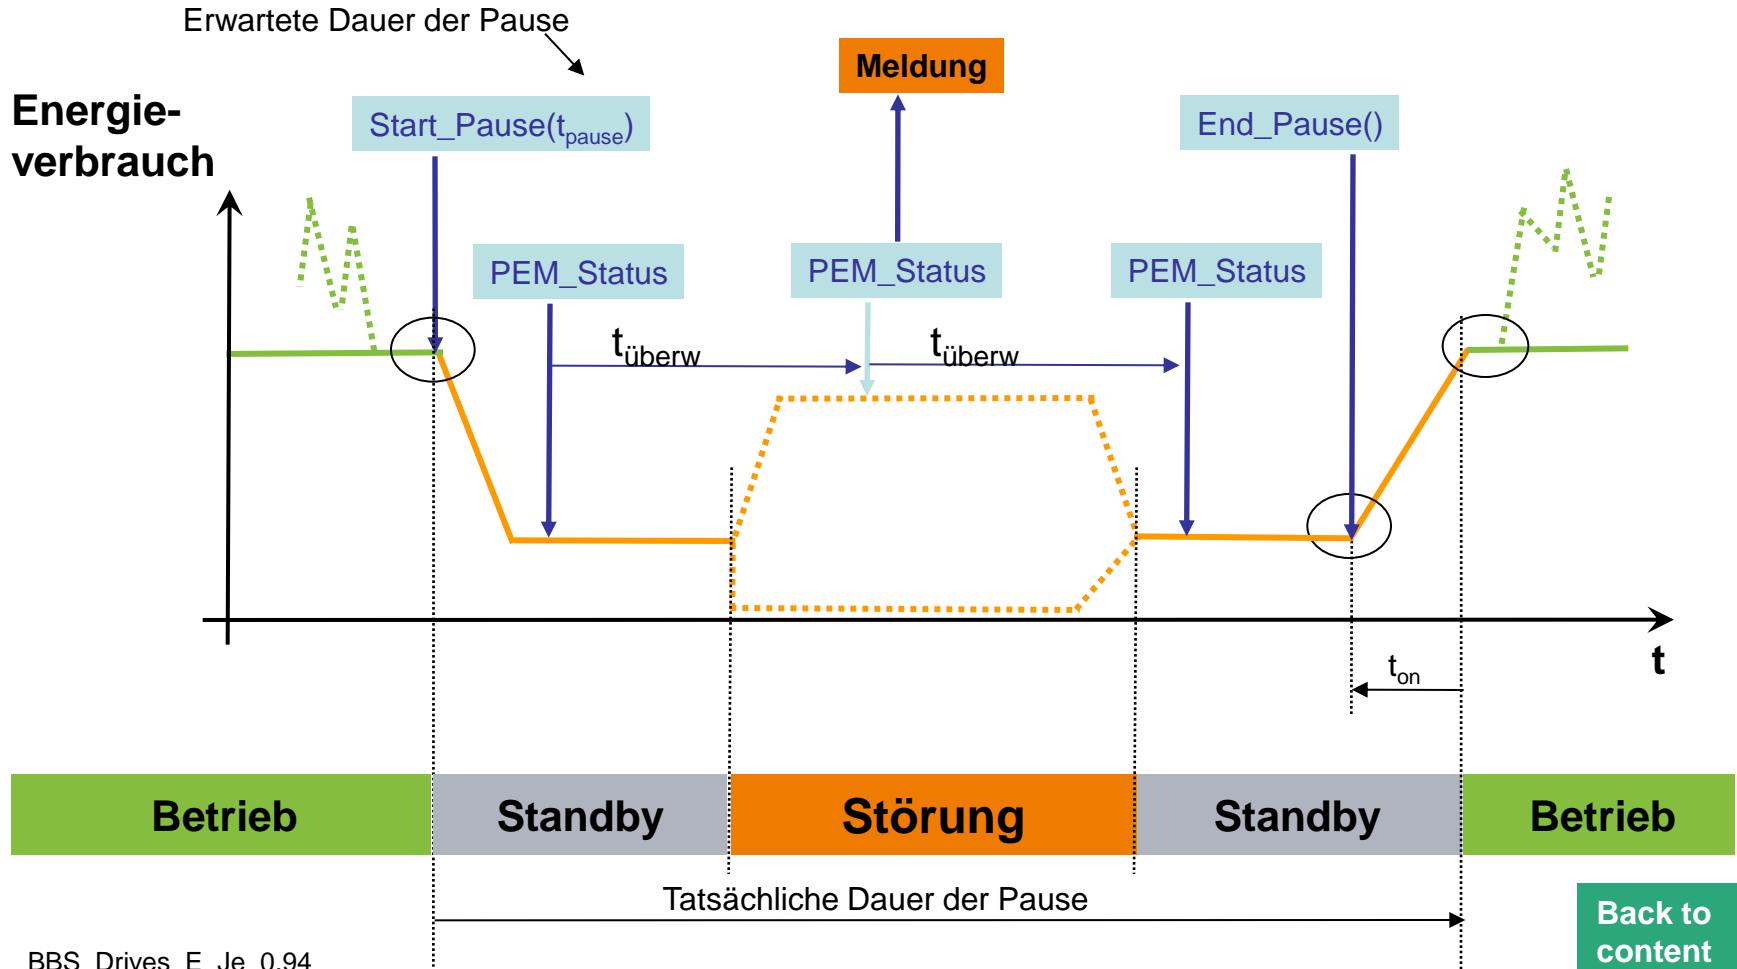 Erwartete Dauer der Pause
Meldung
Energie-
verbrauch
Start_Pause(tpause)
End_Pause()
PEM_Status
PEM_Status
PEM_Status
tüberw
tüberw
t
ton
Betrieb
Standby
Störung
Standby
Betrieb
Tatsächliche Dauer der Pause
Back to
content
BBS_Drives_E_Je_0.94